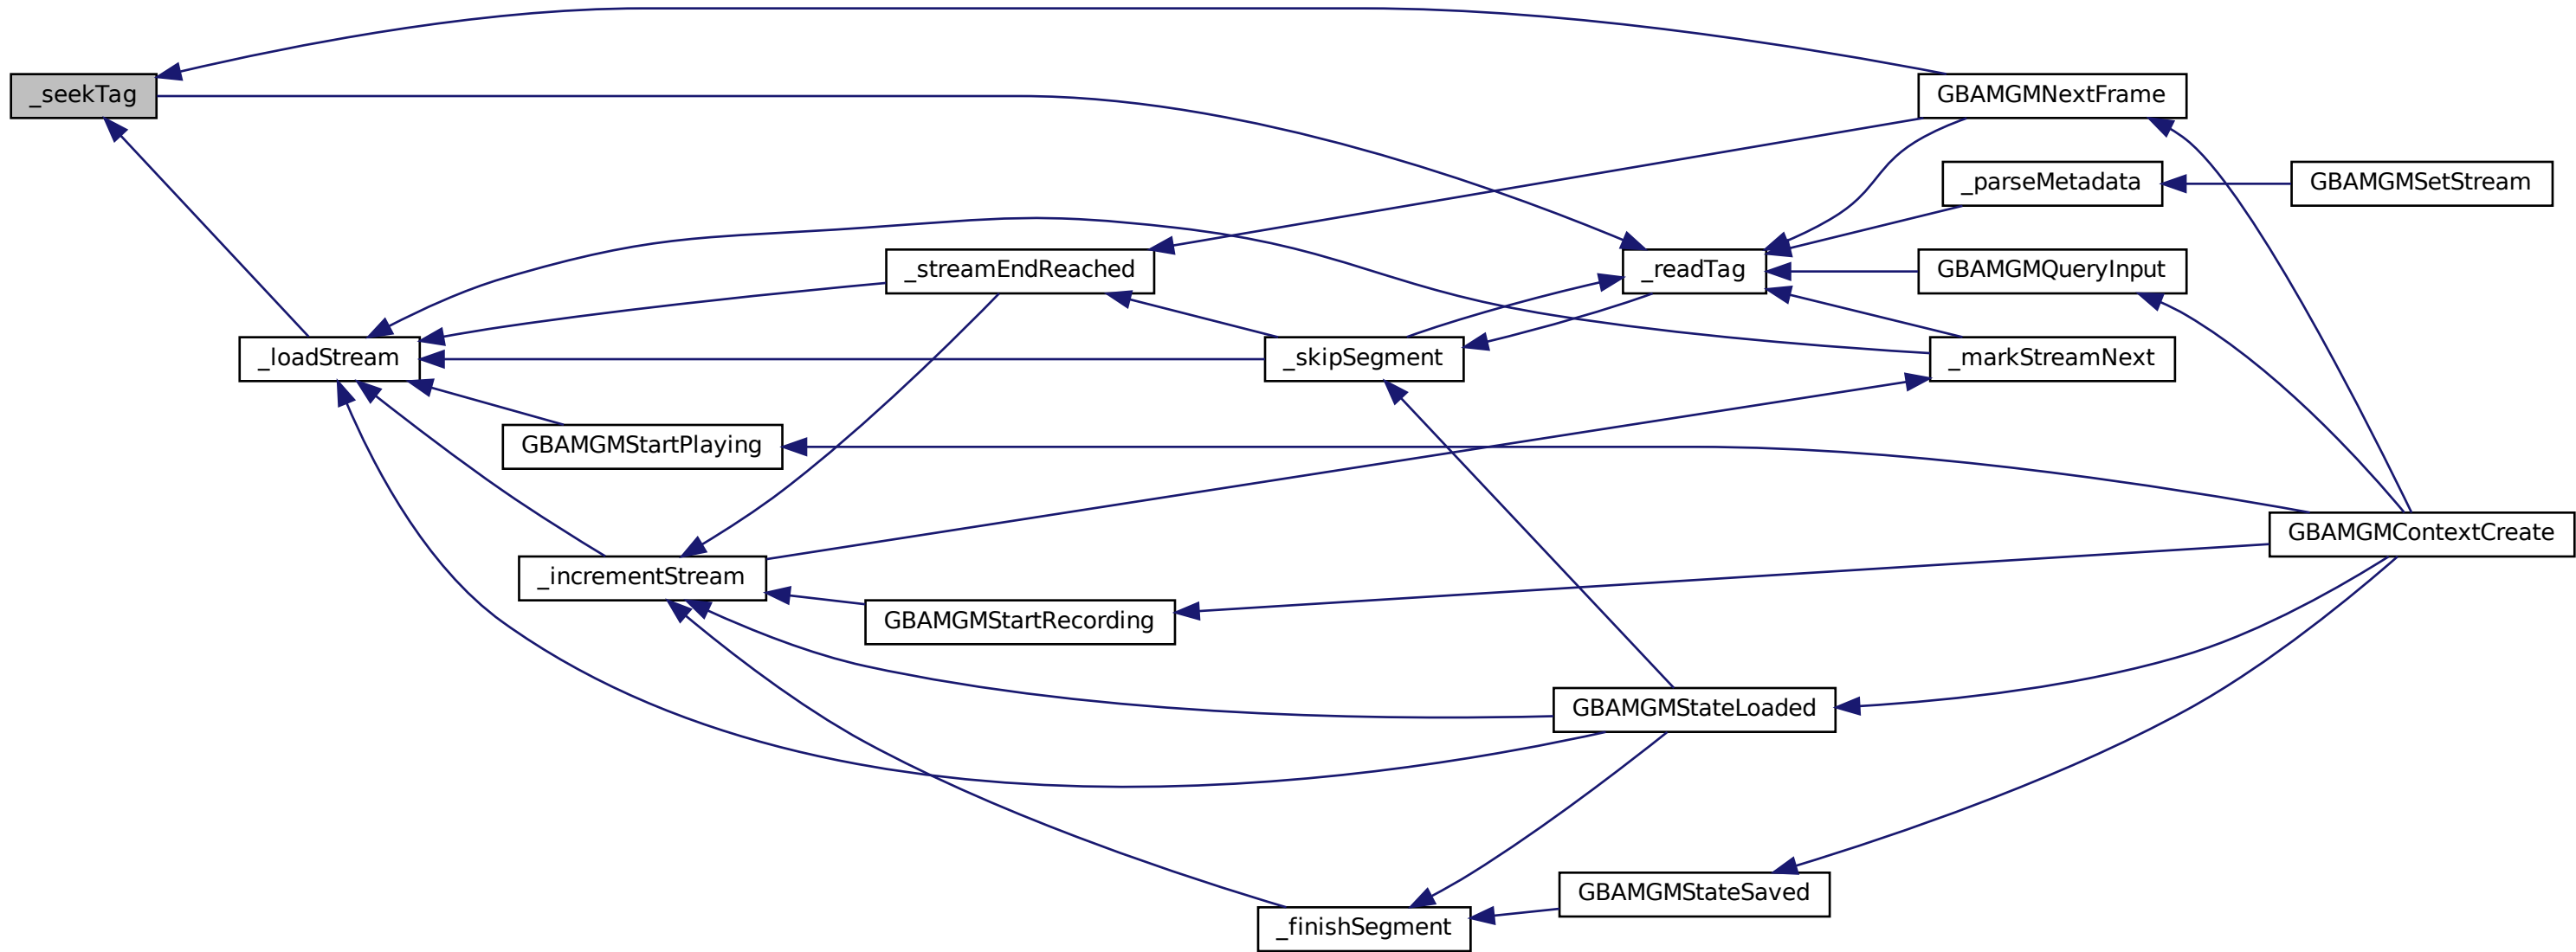 _seekTag
GBAMGMNextFrame
_parseMetadata
GBAMGMSetStream
_streamEndReached
_readTag
GBAMGMQueryInput
_loadStream
_skipSegment
_markStreamNext
GBAMGMStartPlaying
GBAMGMContextCreate
_incrementStream
GBAMGMStartRecording
GBAMGMStateLoaded
GBAMGMStateSaved
_finishSegment